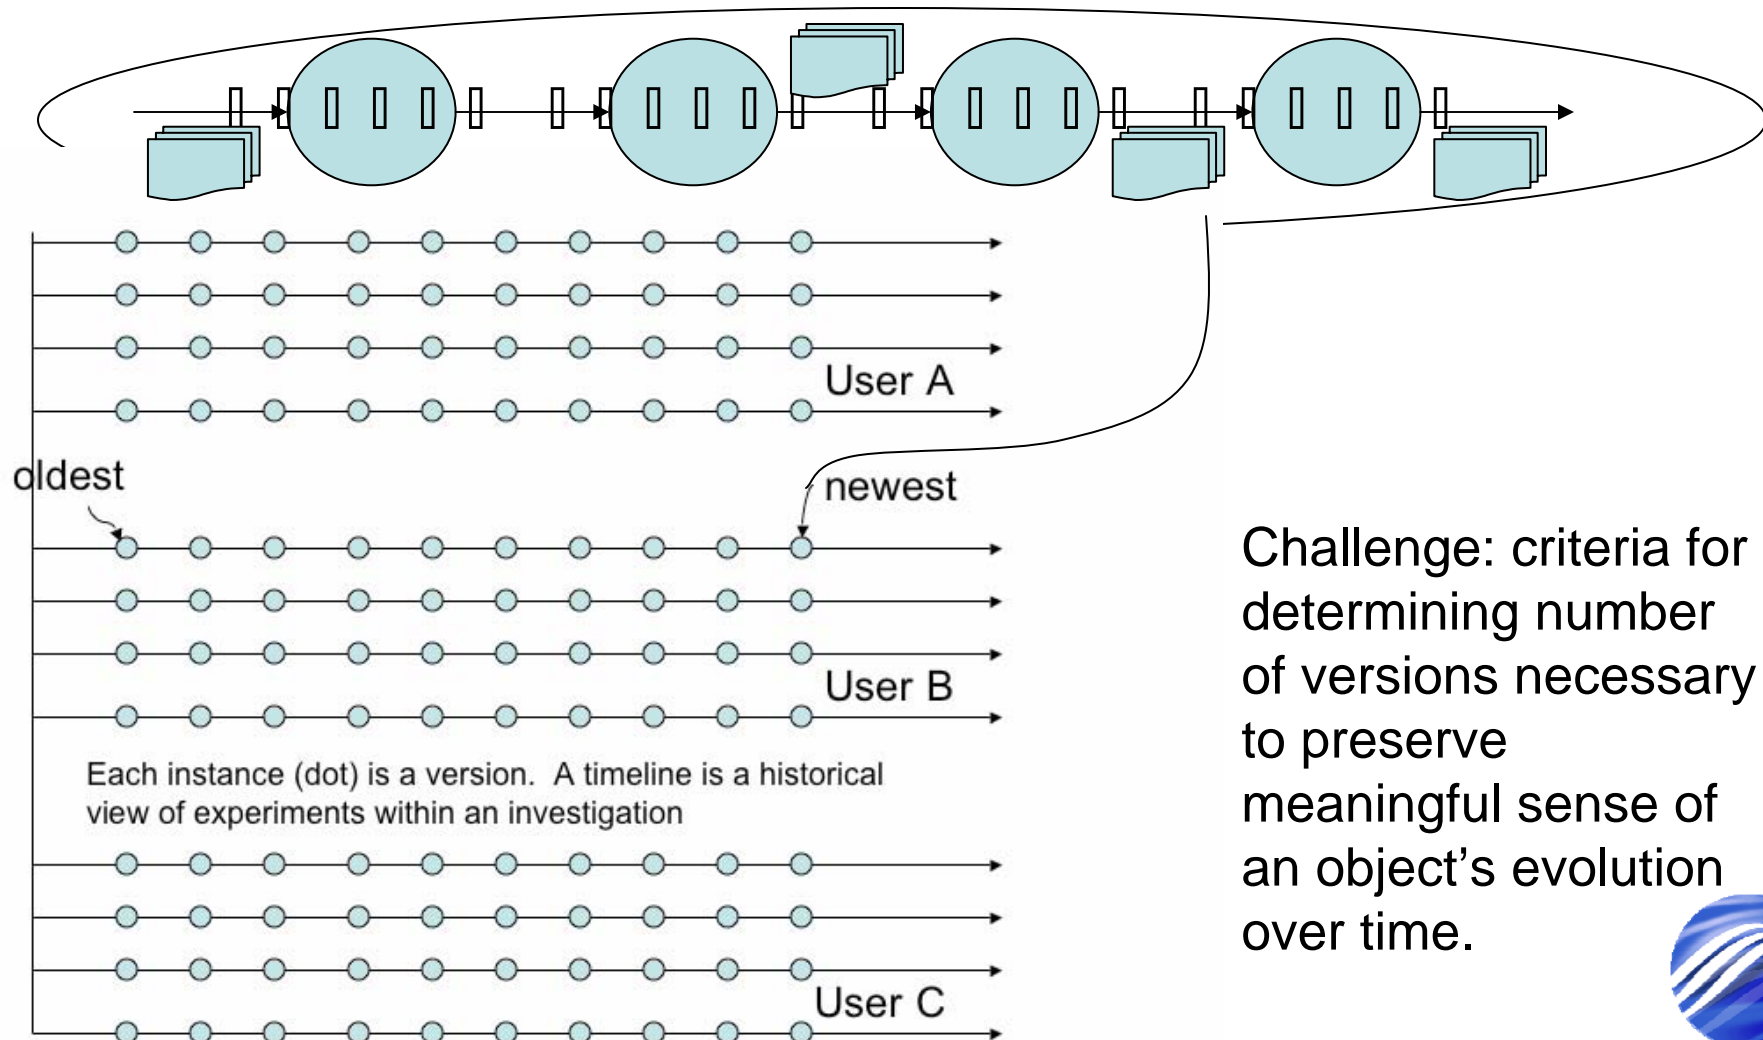 User A
oldest
newest
User B
Each instance (dot) is a version.  A timeline is a historical
view of experiments within an investigation
User C
Challenge: criteria for
determining number
of versions necessary
to preserve
meaningful sense of
an object’s evolution
over time.